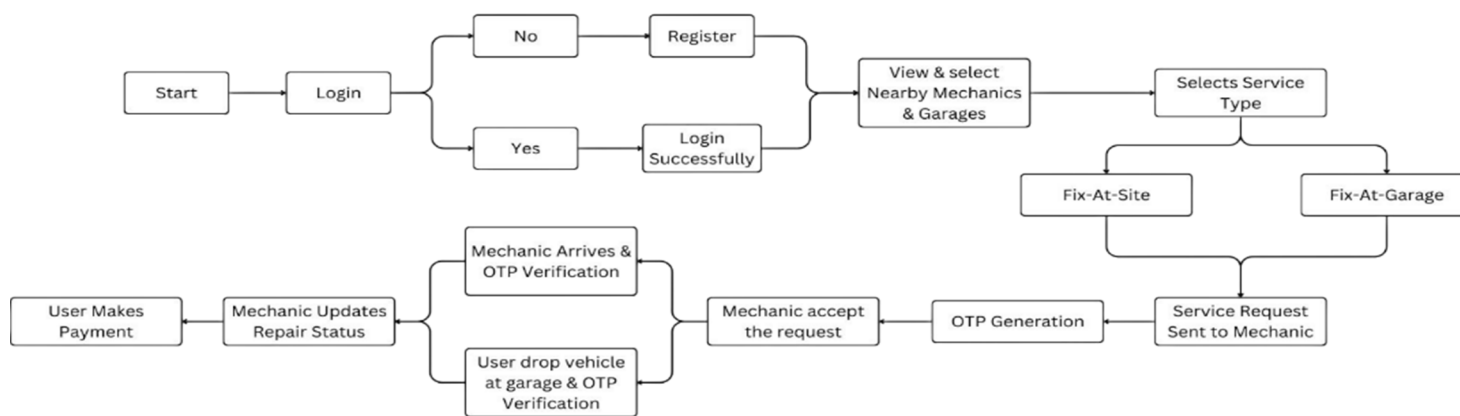 Start
Login
No
Register
Yes
Login
Successfully
View & select
Nearby Mechanics
& Garages
Selects Service
Type
Fix-At-Site
Fix-At-Garage
Service Request
Sent to Mechanic
OTP Generation
Mechanic accept
the request
Mechanic Arrives &
OTP Verification
User drop vehicle
at garage & OTP
Verification
Mechanic Updates
Repair Status
User Makes
Payment